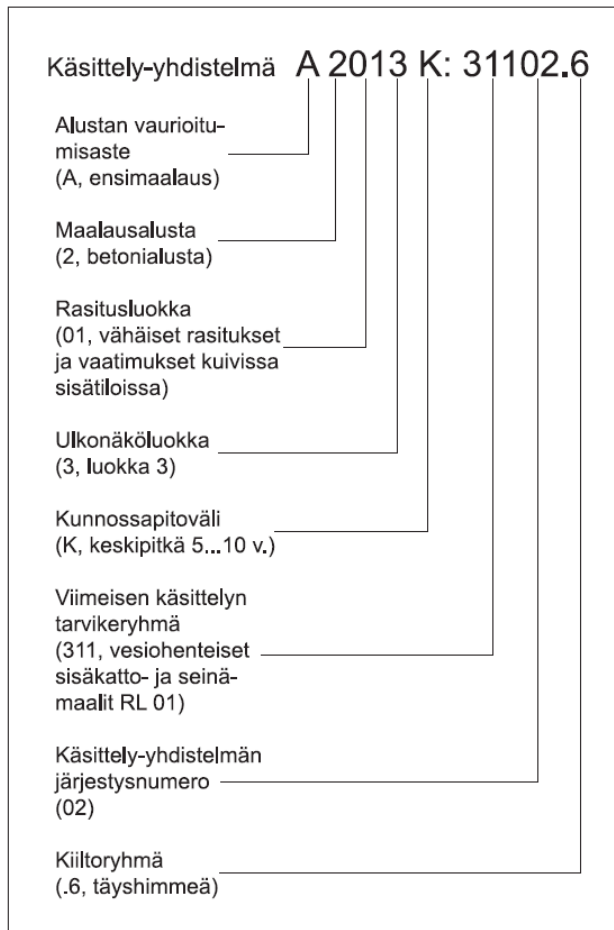 Käsittely-yhdistelmä A 2013 K: 31102.6
Alustan vaurioitu-
misaste
(A, ensimaalaus)
Maalausalusta
(2, betonialusta)
Rasitusluokka
(01, vähäiset rasitukset
ja vaatimukset kuivissa
sisätiloissa)
Ulkonäköluokka
(3, luokka 3)
Kunnossapitoväli
(K, keskipitkä 5...10 v.)
Viimeisen käsittelyn
tarvikeryhmä
(311, vesiohenteiset
sisäkatto- ja seinä-
maalit RL 01)
Käsittely-yhdistelmän
järjestysnumero
(02)
Kiiltoryhmä
(.6, täyshimmeä)